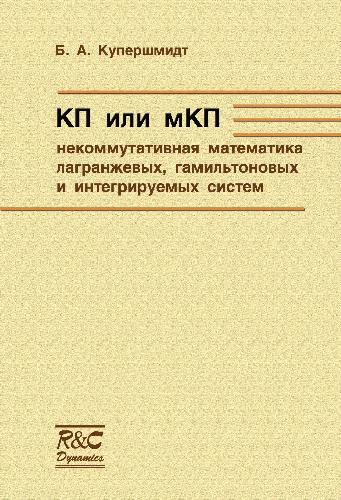 Б. А. Купершмидт
КП или мКП
некоммутативная математика
лагранжевых, гамильтоновых
и интегрируемых систем
R&C
Dynamics